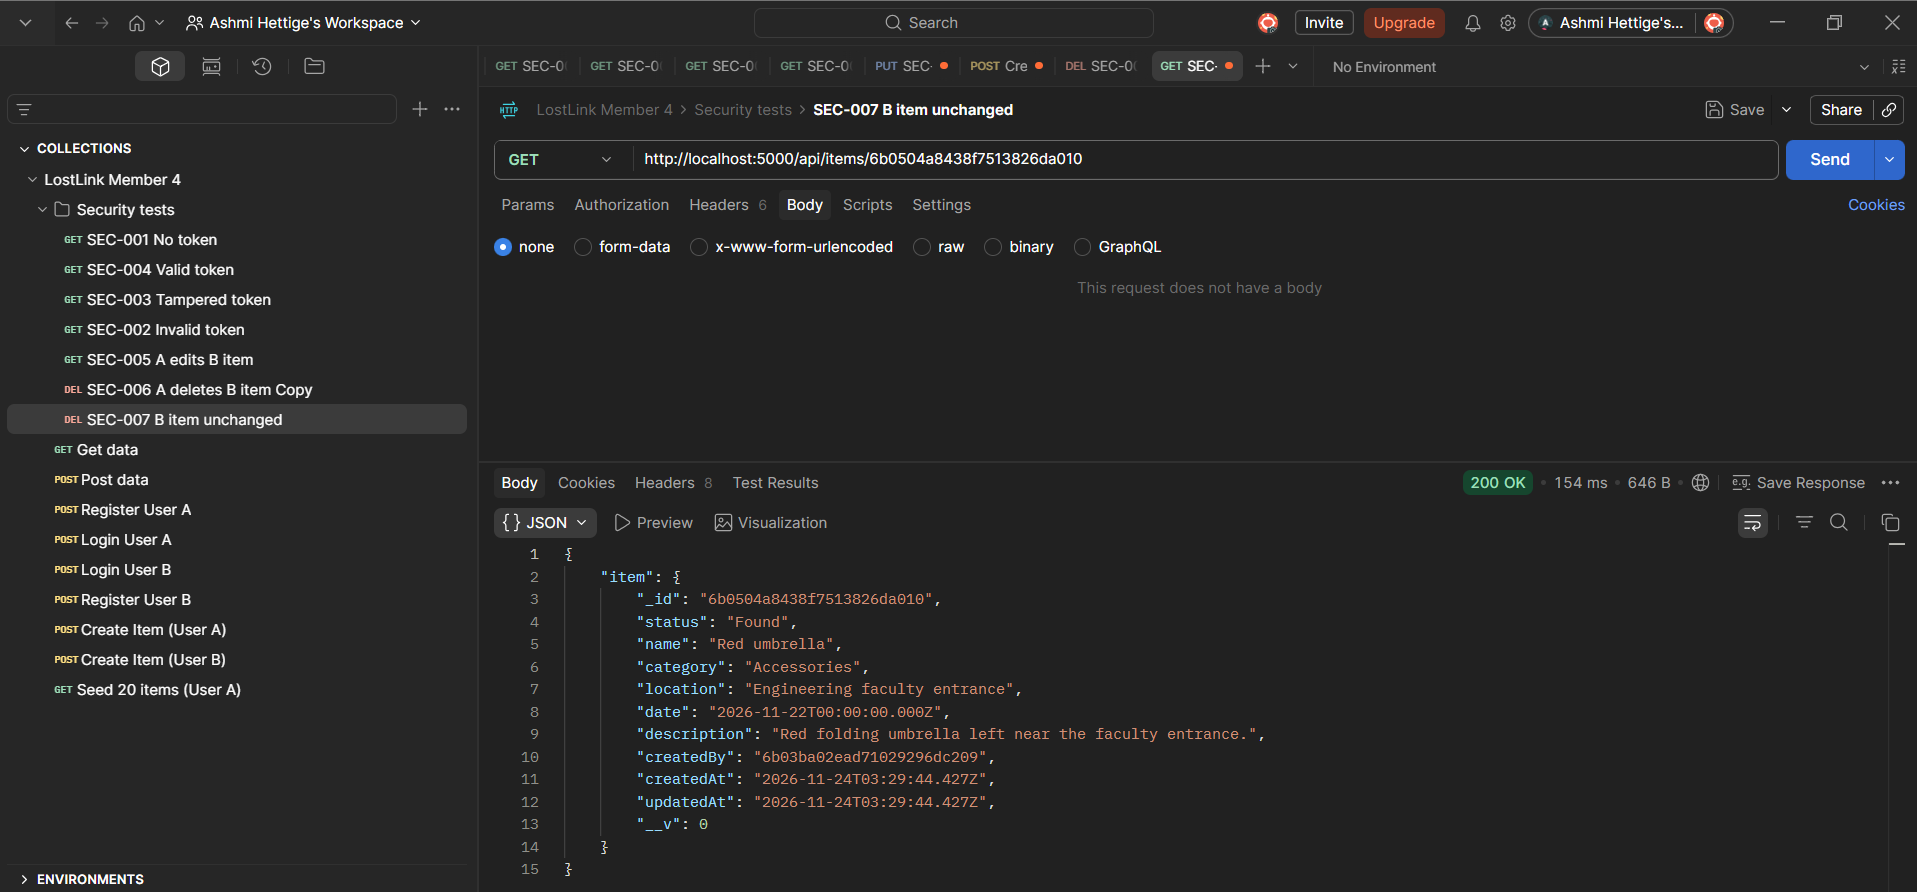 Ashmi Hettige's Workspace
Search
Invite
Upgrade
Ashmi Hettige's...
GET SEC-0
GET SEC-0
GET SEC-0
GET SEC-0
PUT SEC-
POST Cre
DEL SEC-0
GET SEC-
No Environment
COLLECTIONS
LostLink Member 4
Security tests
GET SEC-001 No token
GET SEC-004 Valid token
GET SEC-003 Tampered token
GET SEC-002 Invalid token
GET SEC-005 A edits B item
DEL SEC-006 A deletes B item Copy
DEL SEC-007 B item unchanged
GET Get data
POST Post data
POST Register User A
POST Login User A
POST Login User B
POST Register User B
POST Create Item (User A)
POST Create Item (User B)
GET Seed 20 items (User A)
ENVIRONMENTS
HTTP LostLink Member 4 > Security tests > SEC-007 B item unchanged
Save
Share
GET http://localhost:5000/api/items/6b0504a8438f7513826da010
Send
Params Authorization Headers 6 Body Scripts Settings
Cookies
none form-data x-www-form-urlencoded raw binary GraphQL
This request does not have a body
Body Cookies Headers 8 Test Results
200 OK • 154 ms • 646 B • e.g. Save Response
{} JSON Preview Visualization
1 {
2 "item": {
3 "_id": "6b0504a8438f7513826da010",
4 "status": "Found",
5 "name": "Red umbrella",
6 "category": "Accessories",
7 "location": "Engineering faculty entrance",
8 "date": "2026-11-22T00:00:00.000Z",
9 "description": "Red folding umbrella left near the faculty entrance.",
10 "createdBy": "6b03ba02ead71029296dc209",
11 "createdAt": "2026-11-24T03:29:44.427Z",
12 "updatedAt": "2026-11-24T03:29:44.427Z",
13 "__v": 0
14 }
15 }